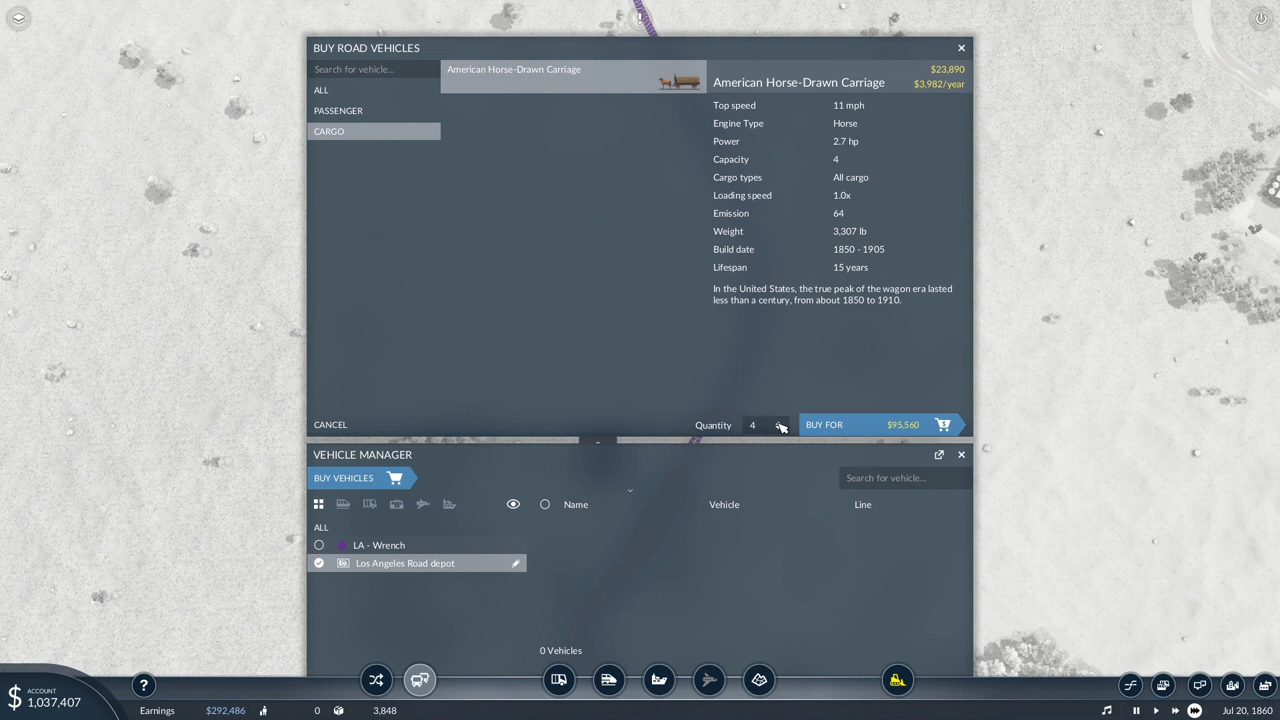 BUY ROAD VEHICLES
Search for vehicle...
ALL
PASSENGER
CARGO
American Horse-Drawn Carriage
American Horse-Drawn Carriage
$23,890
$3,982/year
Top speed 11 mph
Engine Type Horse
Power 2.7 hp
Capacity 4
Cargo types All cargo
Loading speed 1.0x
Emission 64
Weight 3,307 lb
Build date 1850 - 1905
Lifespan 15 years
In the United States, the true peak of the wagon era lasted
less than a century, from about 1850 to 1910.
CANCEL
Quantity 4
BUY FOR $95,560
VEHICLE MANAGER
BUY VEHICLES
Search for vehicle...
Name Vehicle Line
ALL
LA - Wrench
Los Angeles Road depot
0 Vehicles
$ ACCOUNT
1,037,407
?
Earnings $292,486 0 3,848
Jul 20, 1860